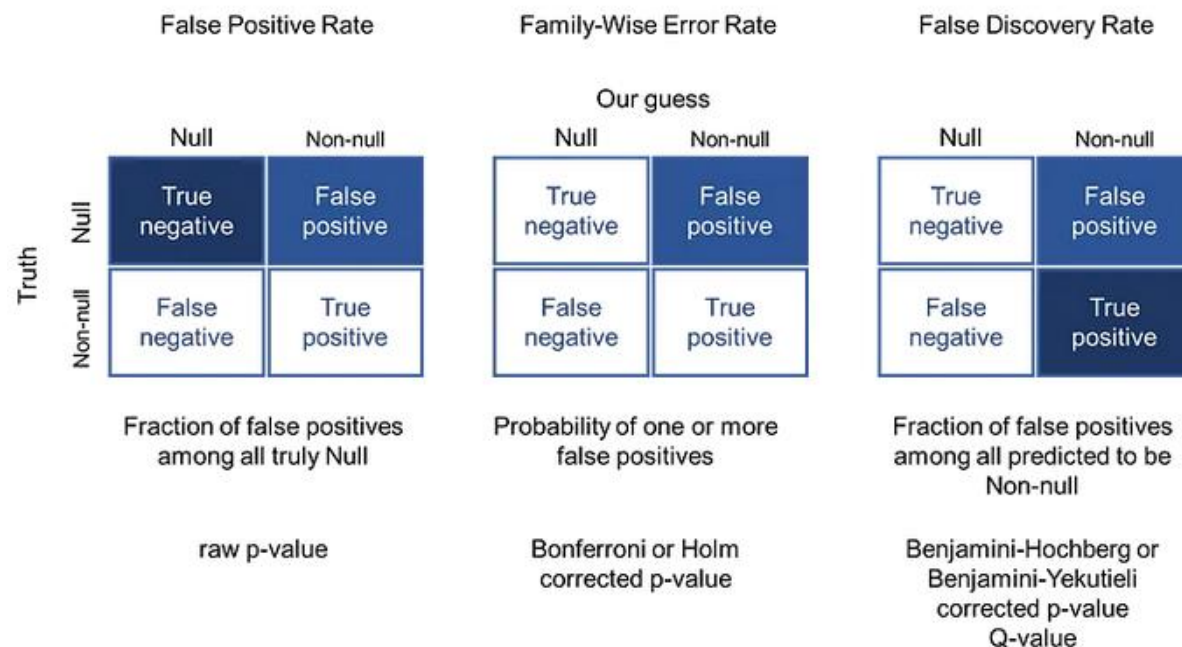 False Positive Rate
Family-Wise Error Rate
False Discovery Rate
Our guess
Null
Non-null
Null
Non-null
Null
Non-null
Truth
Null
Non-null
True
negative
False
positive
False
negative
True
positive
True
negative
False
positive
False
negative
True
positive
True
negative
False
positive
False
negative
True
positive
Fraction of false positives
among all truly Null
Probability of one or more
false positives
Fraction of false positives
among all predicted to be
Non-null
raw p-value
Bonferroni or Holm
corrected p-value
Benjamini-Hochberg or
Benjamini-Yekutieli
corrected p-value
Q-value